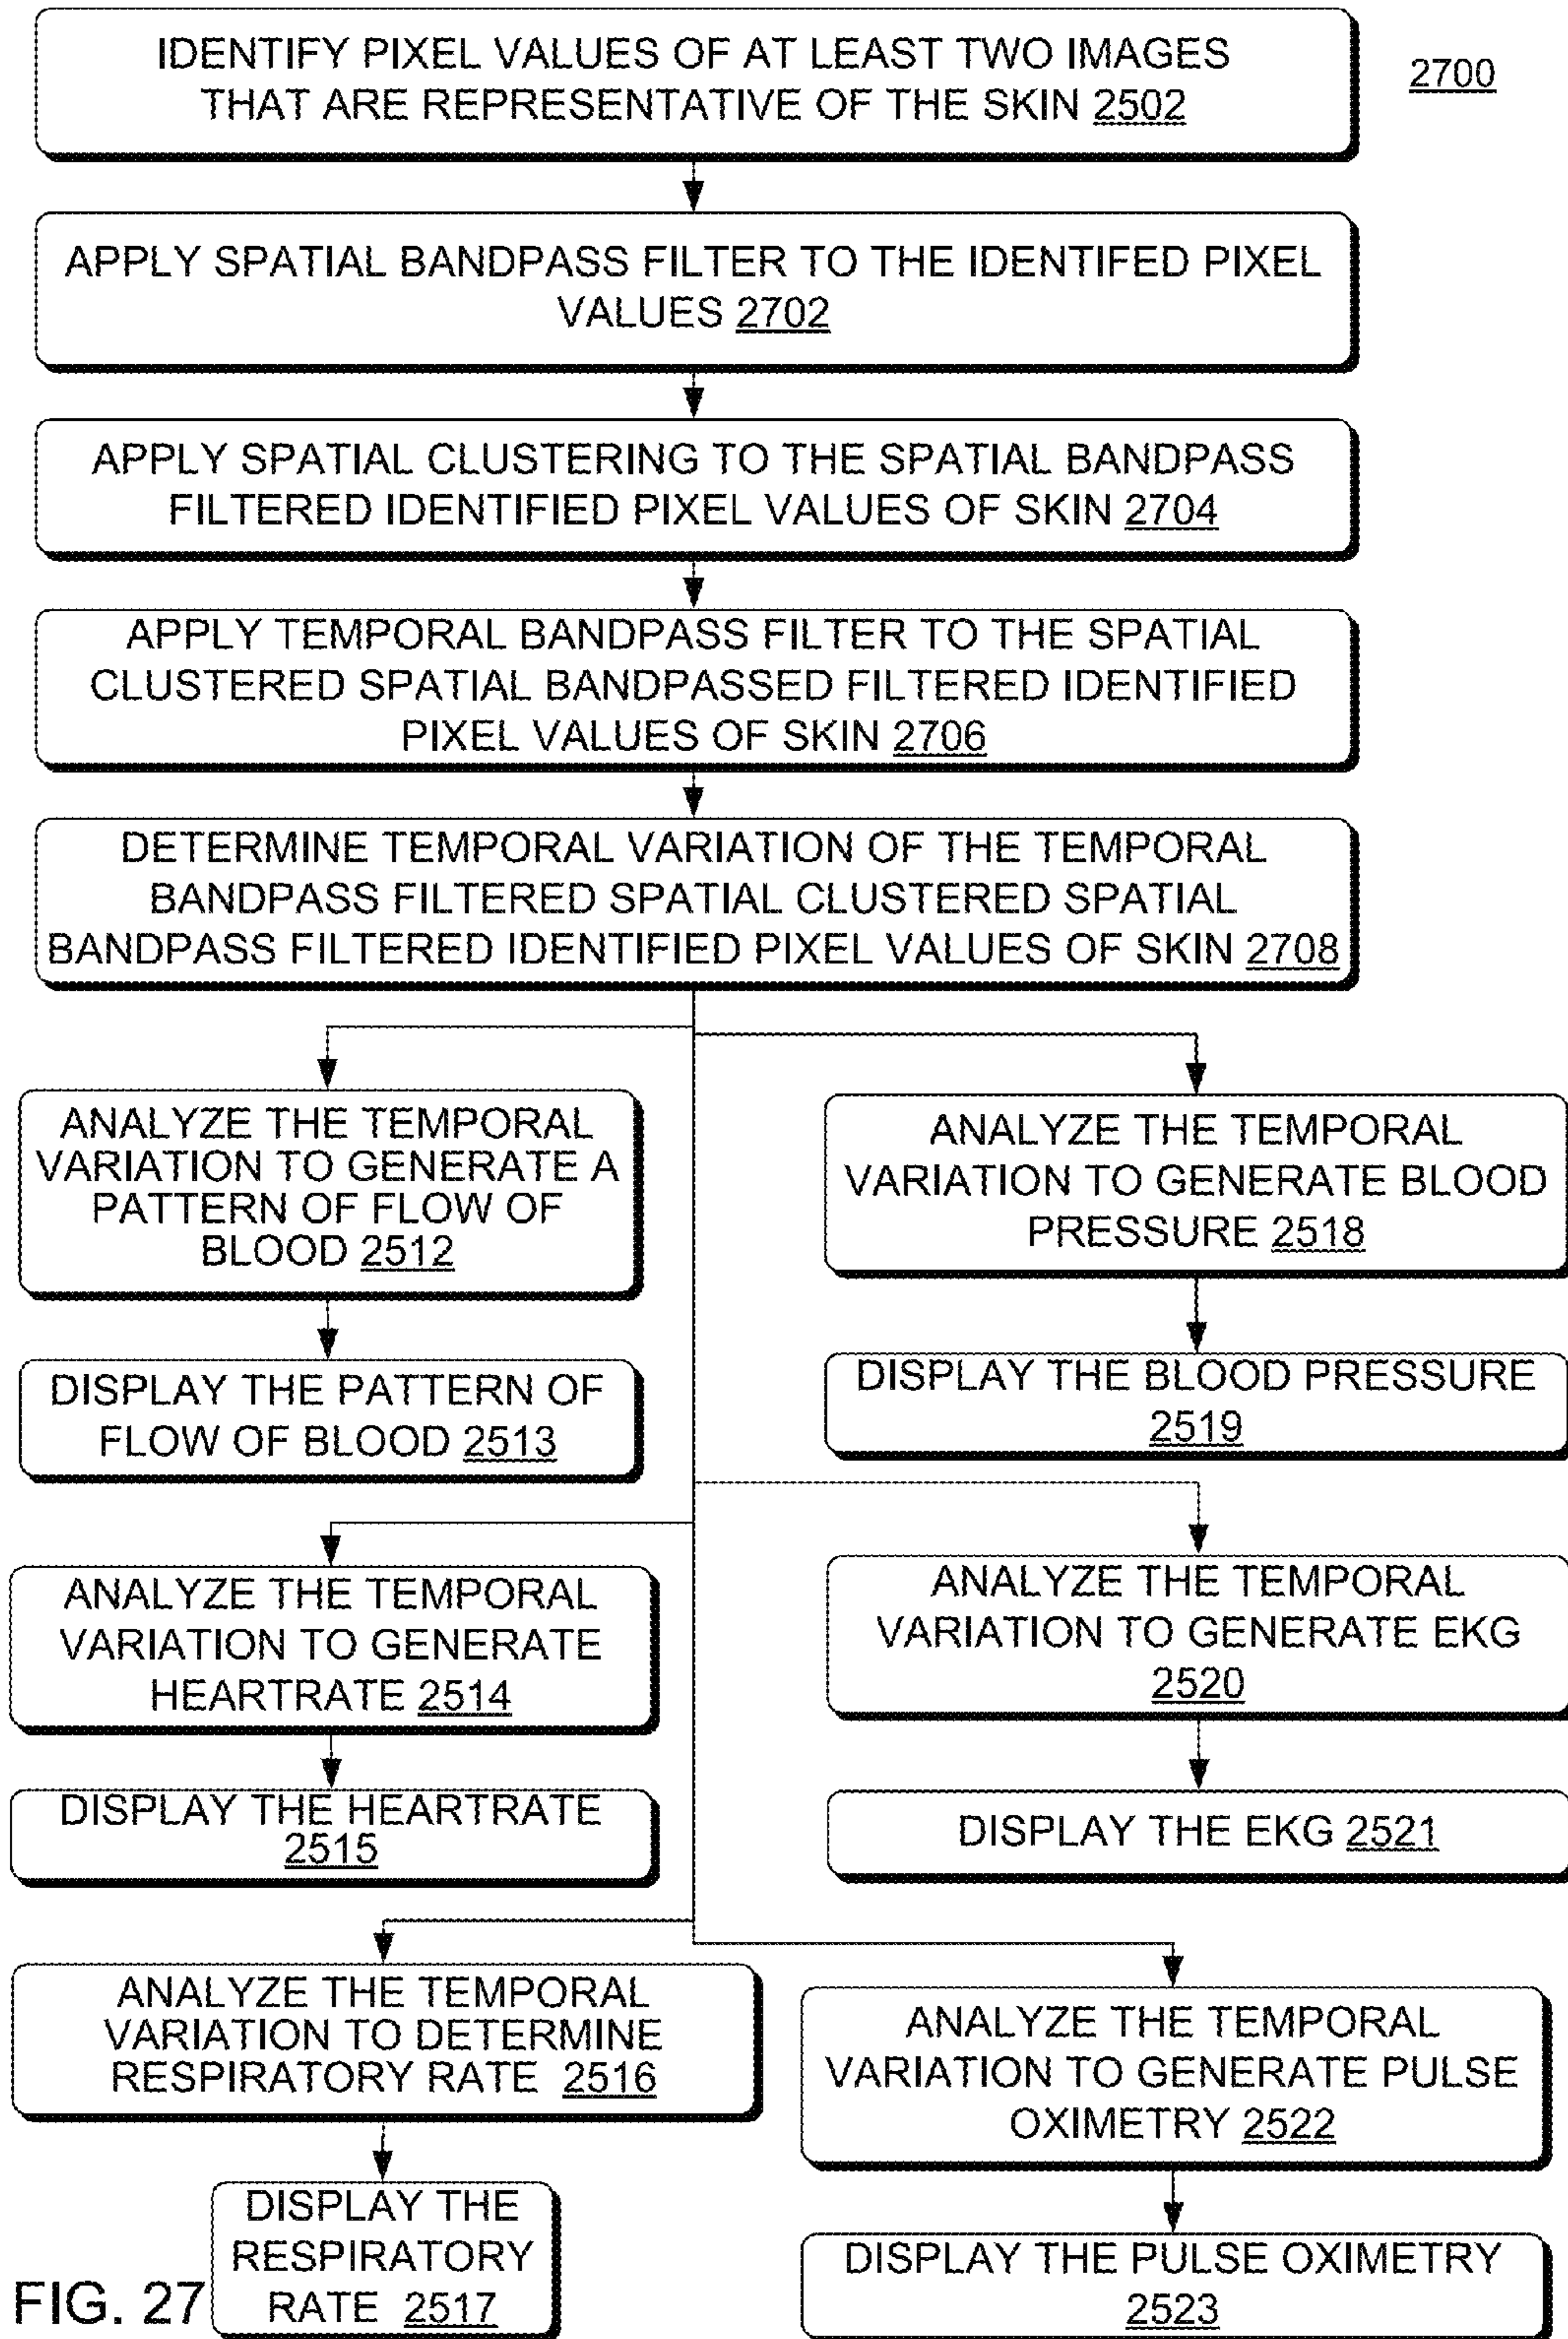 IDENTIFY PIXEL VALUES OF AT LEAST TWO IMAGES
THAT ARE REPRESENTATIVE OF THE SKIN 2502
2700
APPLY SPATIAL BANDPASS FILTER TO THE IDENTIFED PIXEL
VALUES 2702
APPLY SPATIAL CLUSTERING TO THE SPATIAL BANDPASS
FILTERED IDENTIFIED PIXEL VALUES OF SKIN 2704
APPLY TEMPORAL BANDPASS FILTER TO THE SPATIAL
CLUSTERED SPATIAL BANDPASSED FILTERED IDENTIFIED
PIXEL VALUES OF SKIN 2706
DETERMINE TEMPORAL VARIATION OF THE TEMPORAL
BANDPASS FILTERED SPATIAL CLUSTERED SPATIAL
BANDPASS FILTERED IDENTIFIED PIXEL VALUES OF SKIN 2708
ANALYZE THE TEMPORAL
VARIATION TO GENERATE A
PATTERN OF FLOW OF
BLOOD 2512
ANALYZE THE TEMPORAL
VARIATION TO GENERATE BLOOD
PRESSURE 2518
DISPLAY THE PATTERN OF
FLOW OF BLOOD 2513
DISPLAY THE BLOOD PRESSURE
2519
ANALYZE THE TEMPORAL
VARIATION TO GENERATE
HEARTRATE 2514
ANALYZE THE TEMPORAL
VARIATION TO GENERATE EKG
2520
DISPLAY THE HEARTRATE
2515
DISPLAY THE EKG 2521
ANALYZE THE TEMPORAL
VARIATION TO DETERMINE
RESPIRATORY RATE 2516
ANALYZE THE TEMPORAL
VARIATION TO GENERATE PULSE
OXIMETRY 2522
DISPLAY THE
RESPIRATORY
RATE 2517
DISPLAY THE PULSE OXIMETRY
2523
FIG. 27